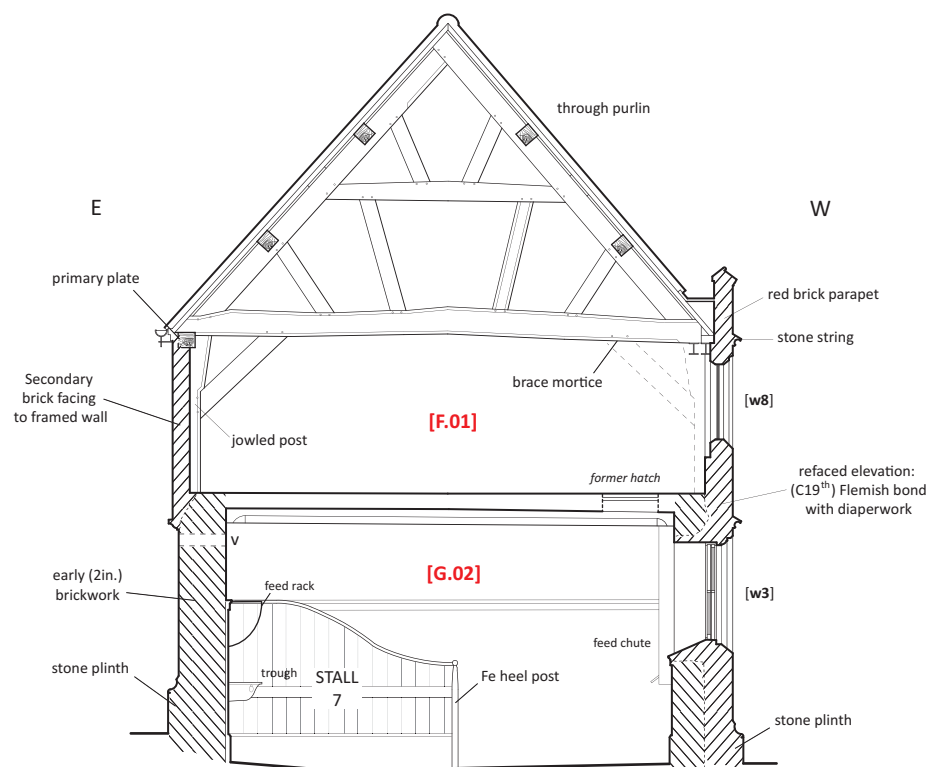 through purlin
E
W
primary plate
red brick parapet
stone string
Secondary
brick facing
to framed wall
brace mortice
[w8]
[F.01]
jowled post
former hatch
refaced elevation:
(C19th) Flemish bond
with diaperwork
V
early (2in.)
brickwork
[G.02]
feed rack
[w3]
feed chute
stone plinth
trough
STALL
7
Fe heel post
stone plinth